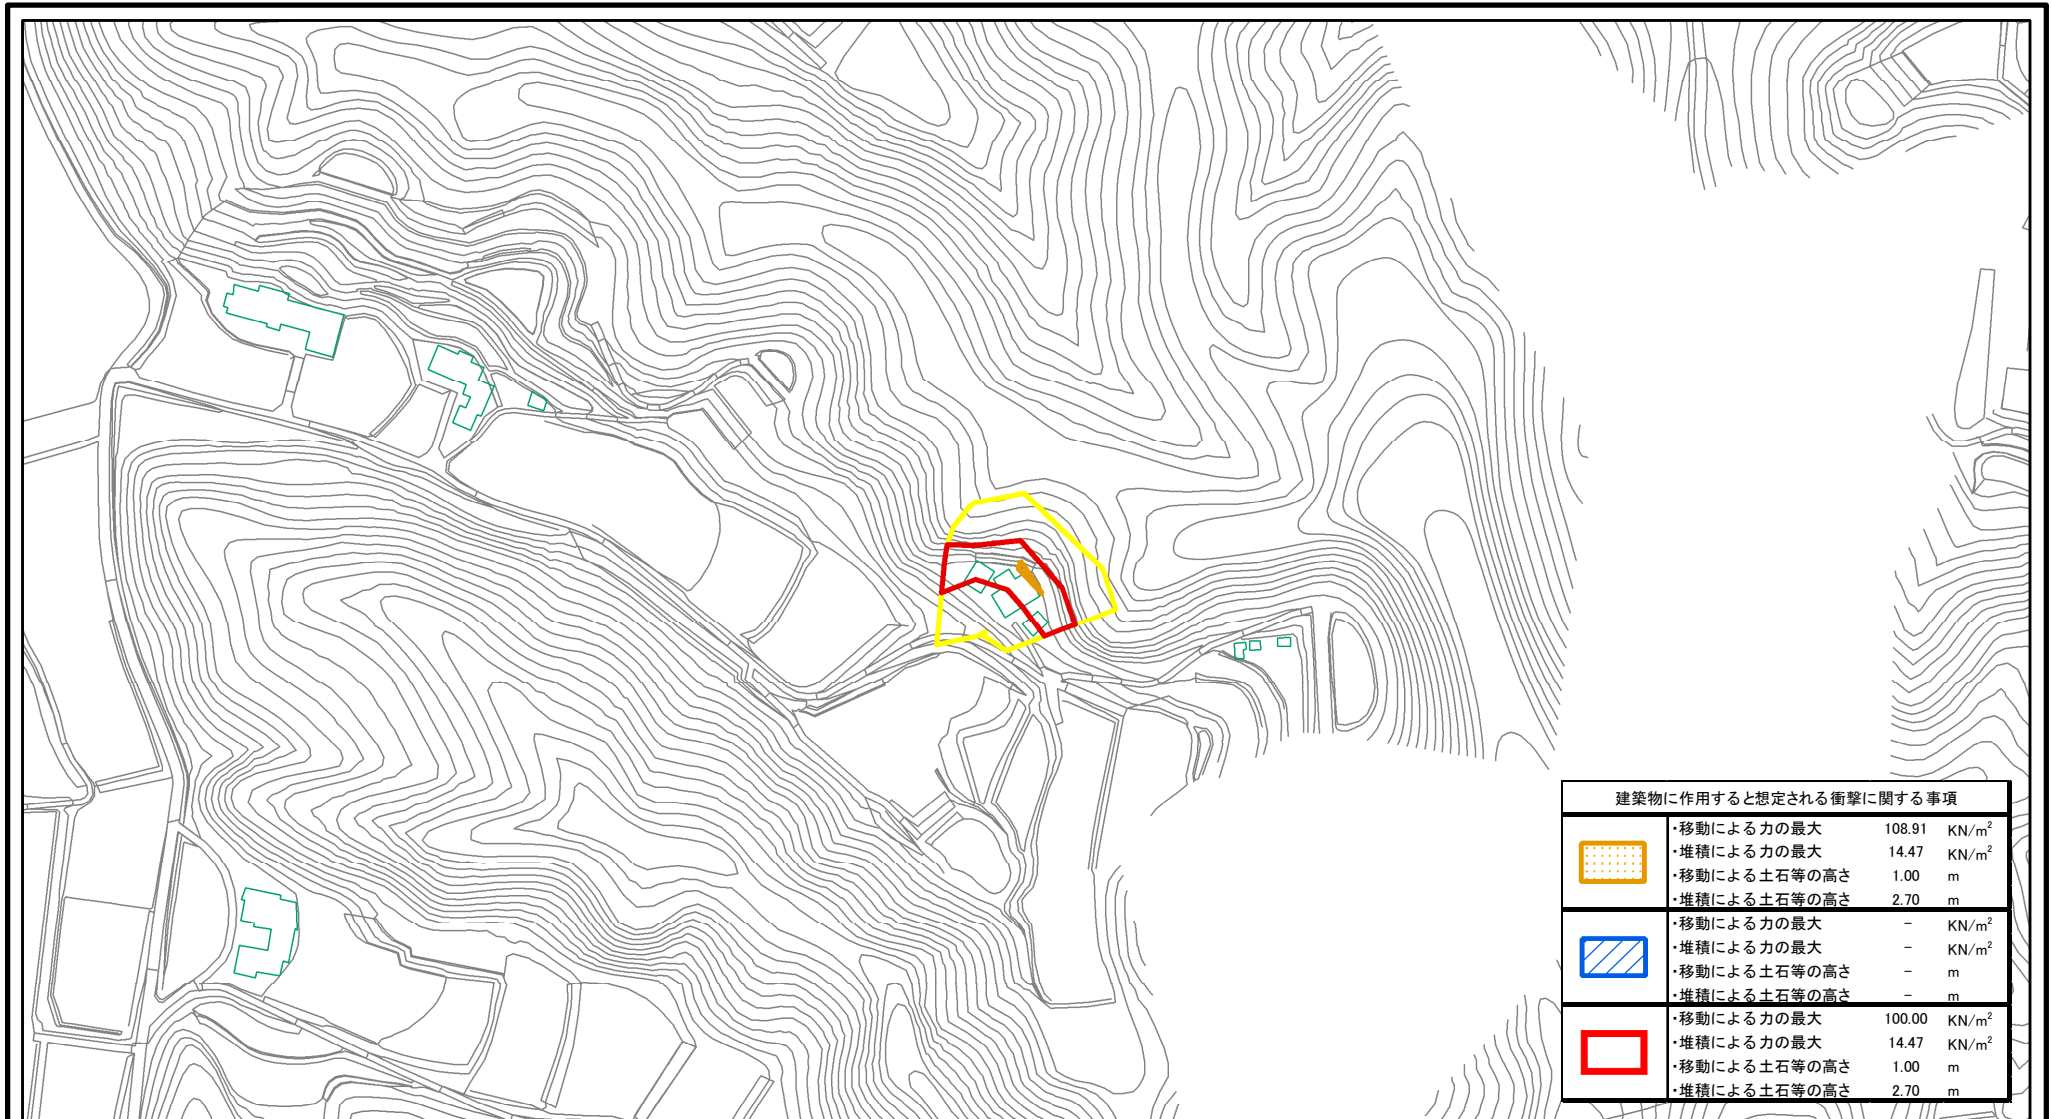 建築物に作用すると想定される衝撃に関する事項
・移動による力の最大 108.91 KN/m²
・堆積による力の最大 14.47 KN/m²
・移動による土石等の高さ 1.00 m
・堆積による土石等の高さ 2.70 m
・移動による力の最大 － KN/m²
・堆積による力の最大 － KN/m²
・移動による土石等の高さ － m
・堆積による土石等の高さ － m
・移動による力の最大 100.00 KN/m²
・堆積による力の最大 14.47 KN/m²
・移動による土石等の高さ 1.00 m
・堆積による土石等の高さ 2.70 m